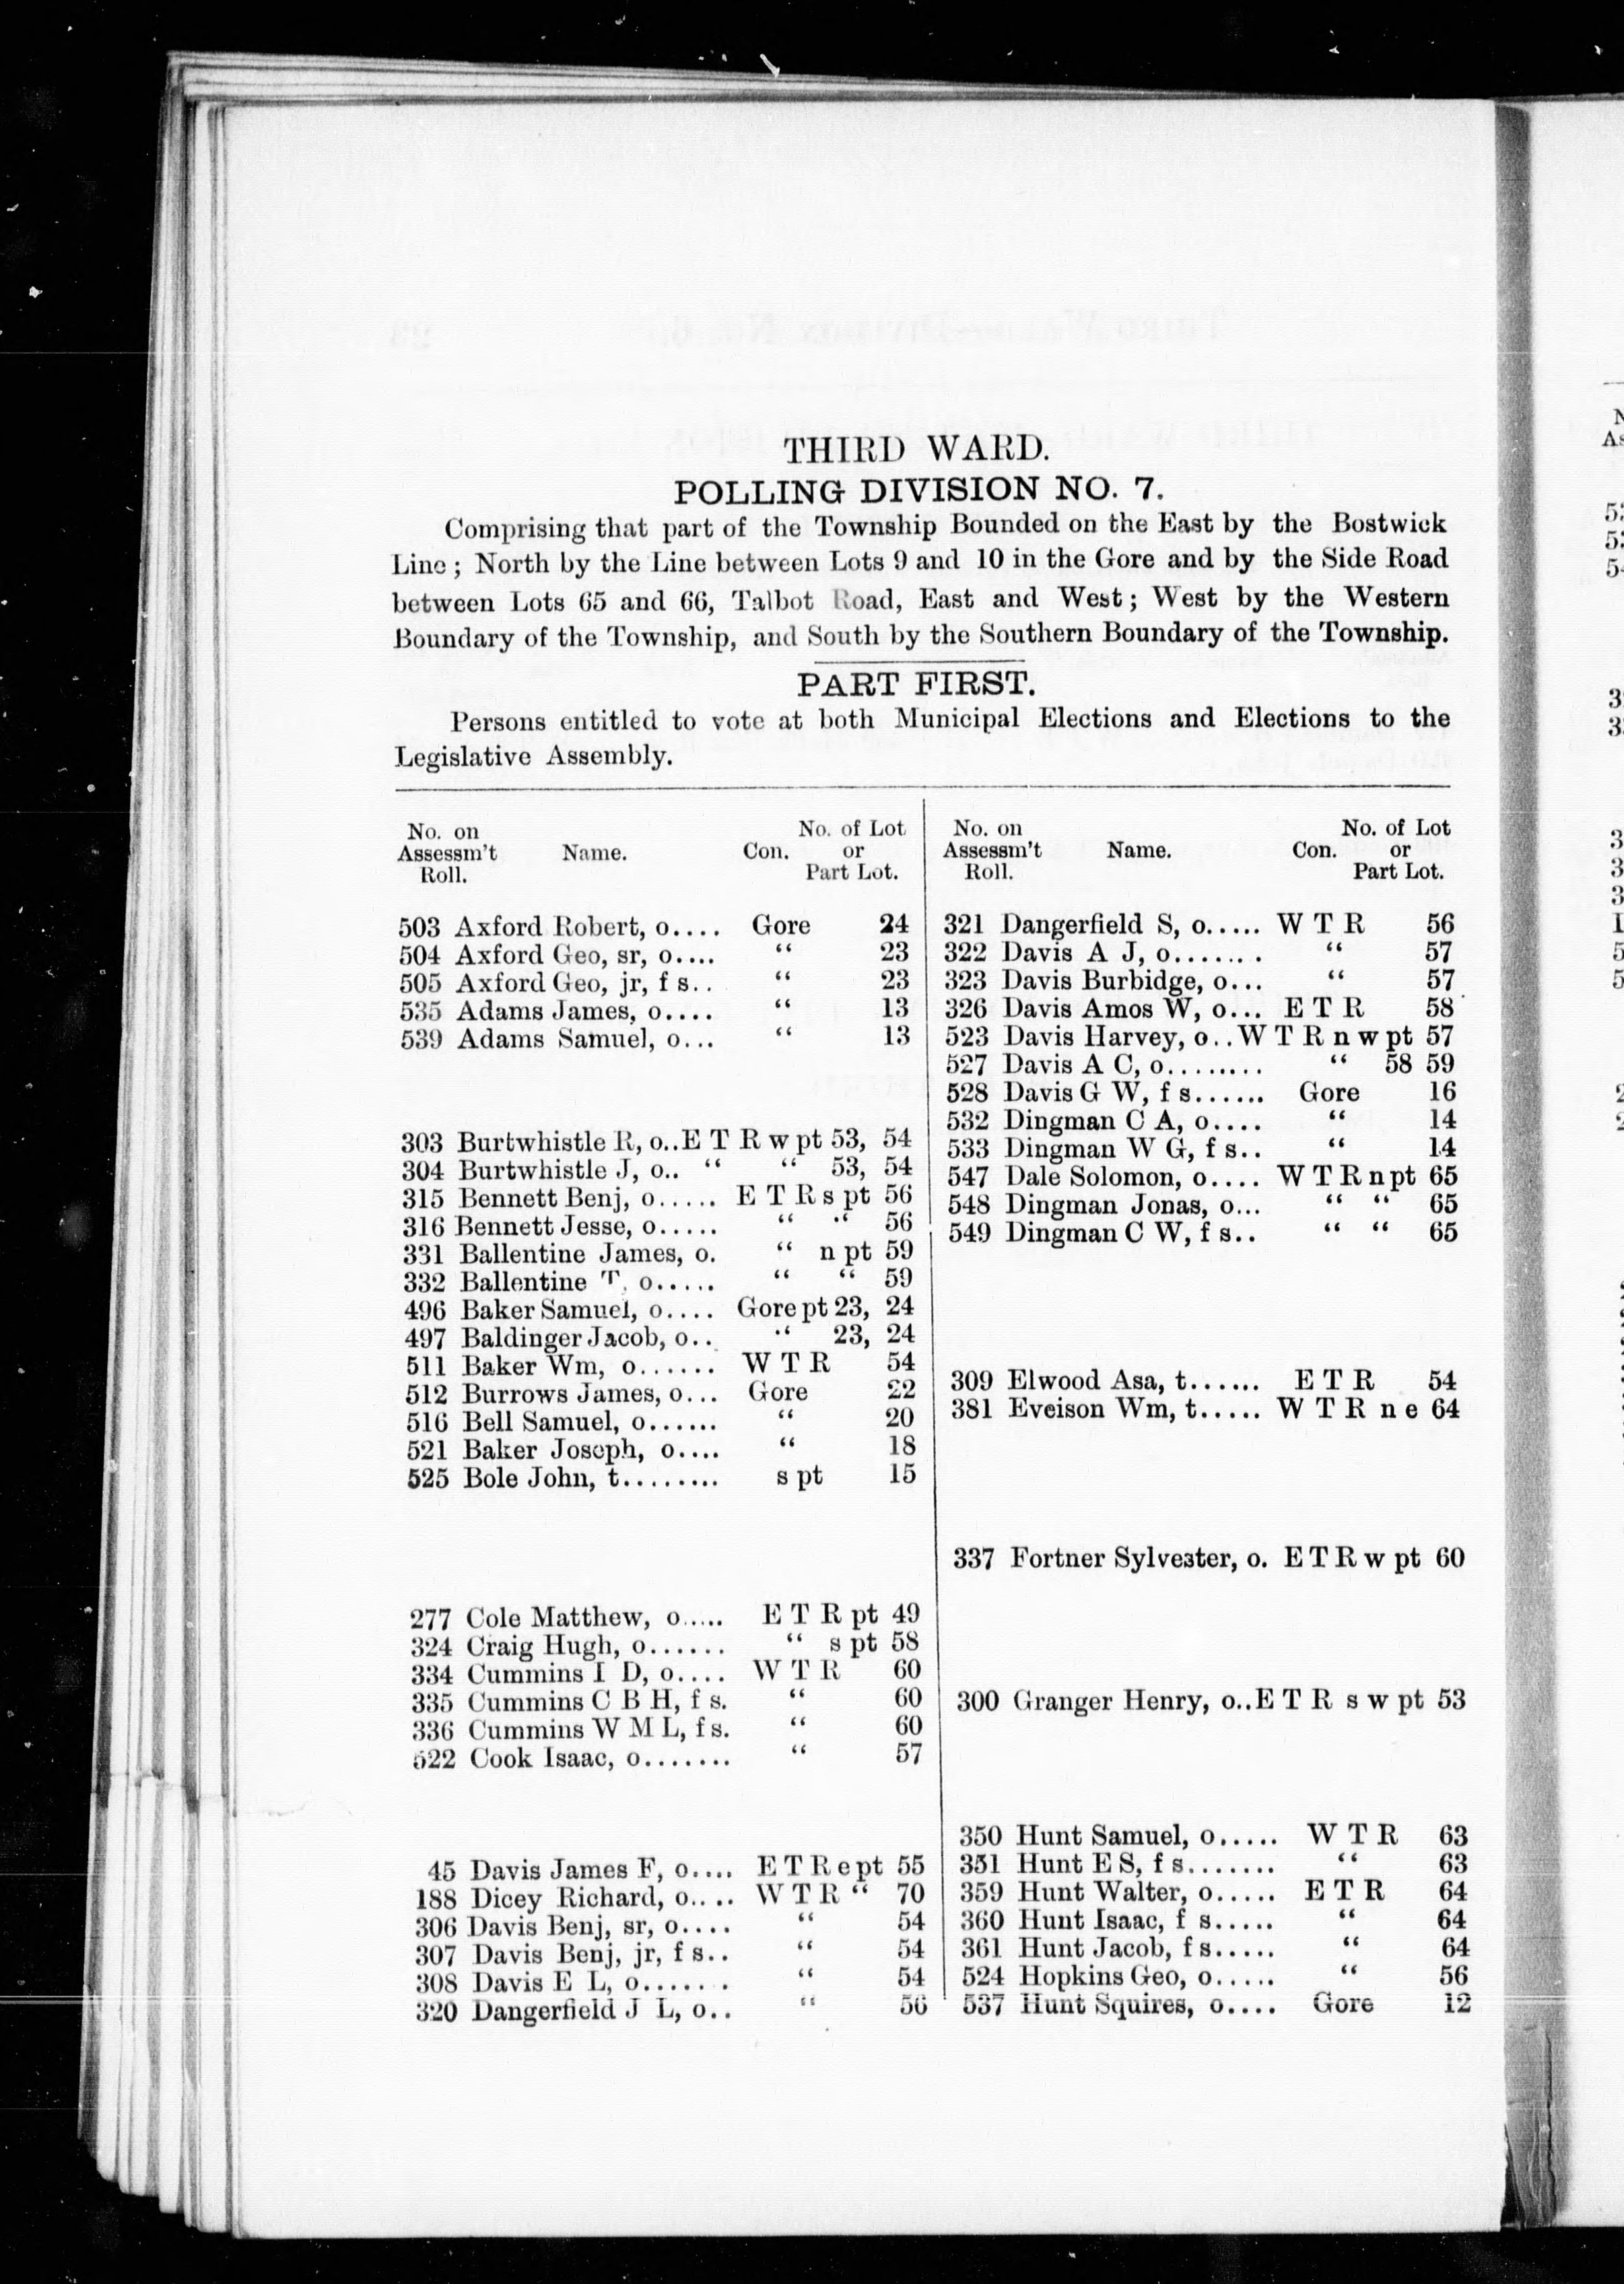 THIRD WARD.
POLLING DIVISION NO. 7.
Comprising that part of the Township Bounded on the East by the Bostwick
Line; North by the Line between Lots 9 and 10 in the Gore and by the Side Road
between Lots 65 and 66, Talbot Road, East and West; West by the Western
Boundary of the Township, and South by the Southern Boundary of the Township.
PART FIRST.
Persons entitled to vote at both Municipal Elections and Elections to the
Legislative Assembly.
No. on Assessm't Roll. Name. Con. No. of Lot or Part Lot.
503 Axford Robert, o.... Gore 24
504 Axford Geo, sr, o.... “ 23
505 Axford Geo, jr, f s.. “ 23
535 Adams James, o.... “ 13
539 Adams Samuel, o... “ 13
303 Burtwhistle R, o..E T R w pt 53, 54
304 Burtwhistle J, o.. “ “ 53, 54
315 Bennett Benj, o..... E T R s pt 56
316 Bennett Jesse, o..... “ “ 56
331 Ballentine James, o. “ n pt 59
332 Ballentine T, o..... “ “ 59
496 Baker Samuel, o.... Gore pt 23, 24
497 Baldinger Jacob, o.. “ 23, 24
511 Baker Wm, o....... W T R 54
512 Burrows James, o... Gore 22
516 Bell Samuel, o...... “ 20
521 Baker Joseph, o.... “ 18
525 Bole John, t........ s pt 15
277 Cole Matthew, o..... E T R pt 49
324 Craig Hugh, o...... “ s pt 58
334 Cummins I D, o.... W T R 60
335 Cummins C B H, f s. “ 60
336 Cummins W M L, f s. “ 60
522 Cook Isaac, o........ “ 57
45 Davis James F, o.... E T R e pt 55
188 Dicey Richard, o.... W T R “ 70
306 Davis Benj, sr, o.... “ 54
307 Davis Benj, jr, f s.. “ 54
308 Davis E L, o....... “ 54
320 Dangerfield J L, o.. “ 56
No. on Assessm't Roll. Name. Con. No. of Lot or Part Lot.
321 Dangerfield S, o..... W T R 56
322 Davis A J, o....... “ 57
323 Davis Burbidge, o... “ 57
326 Davis Amos W, o... E T R 58
523 Davis Harvey, o..W T R n w pt 57
527 Davis A C, o........ “ 58 59
528 Davis G W, f s...... Gore 16
532 Dingman C A, o.... “ 14
533 Dingman W G, f s.. “ 14
547 Dale Solomon, o.... W T R n pt 65
548 Dingman Jonas, o... “ “ 65
549 Dingman C W, f s.. “ “ 65
309 Elwood Asa, t...... E T R 54
381 Eveison Wm, t..... W T R n e 64
337 Fortner Sylvester, o. E T R w pt 60
300 Granger Henry, o..E T R s w pt 53
350 Hunt Samuel, o..... W T R 63
351 Hunt E S, f s....... “ 63
359 Hunt Walter, o..... E T R 64
360 Hunt Isaac, f s..... “ 64
361 Hunt Jacob, f s..... “ 64
524 Hopkins Geo, o..... “ 56
537 Hunt Squires, o.... Gore 12